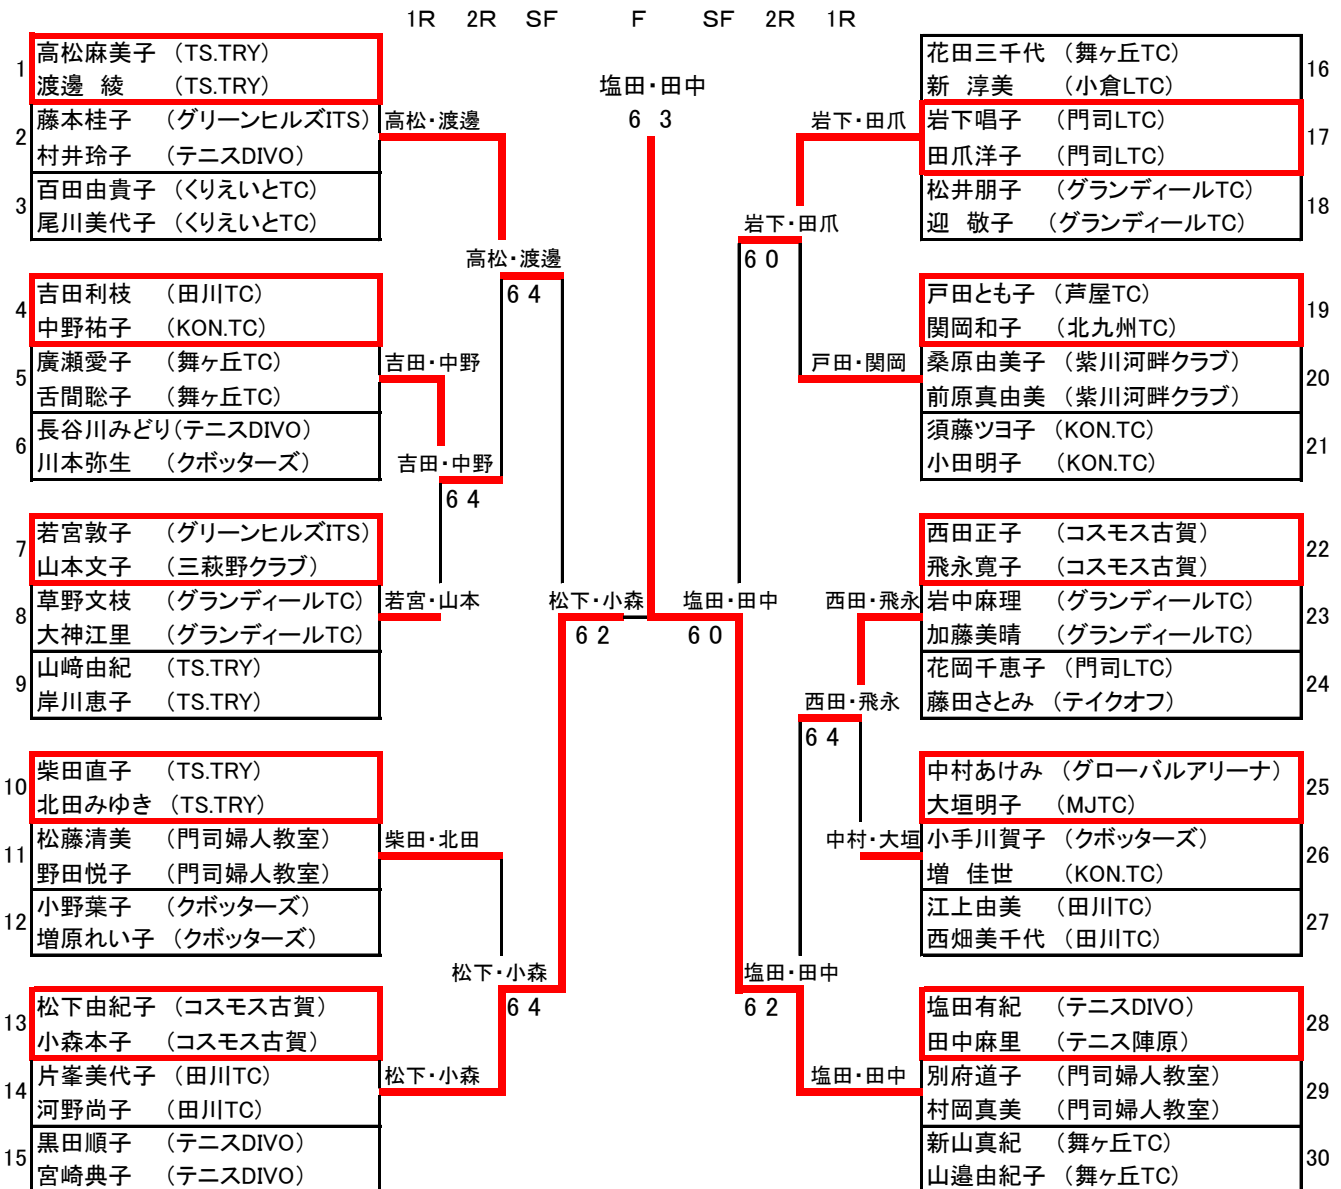 1R 2R SF F SF 2R 1R
1
高松麻美子 （TS.TRY）
渡邊 綾 （TS.TRY）
2
藤本桂子 （グリーンヒルズITS）
村井玲子 （テニスDIVO）
3
百田由貴子 （くりえいとTC）
尾川美代子 （くりえいとTC）
4
吉田利枝 （田川TC）
中野祐子 （KON.TC）
5
廣瀬愛子 （舞ヶ丘TC）
舌間聡子 （舞ヶ丘TC）
6
長谷川みどり（テニスDIVO）
川本弥生 （クボッターズ）
7
若宮敦子 （グリーンヒルズITS）
山本文子 （三萩野クラブ）
8
草野文枝 （グランディールTC）
大神江里 （グランディールTC）
9
山﨑由紀 （TS.TRY）
岸川恵子 （TS.TRY）
10
柴田直子 （TS.TRY）
北田みゆき （TS.TRY）
11
松藤清美 （門司婦人教室）
野田悦子 （門司婦人教室）
12
小野葉子 （クボッターズ）
増原れい子 （クボッターズ）
13
松下由紀子 （コスモス古賀）
小森本子 （コスモス古賀）
14
片峯美代子 （田川TC）
河野尚子 （田川TC）
15
黒田順子 （テニスDIVO）
宮崎典子 （テニスDIVO）
高松・渡邊
吉田・中野
若宮・山本
柴田・北田
松下・小森
吉田・中野
6 4
高松・渡邊
6 4
松下・小森
6 4
松下・小森
6 2
塩田・田中
6 3
塩田・田中
6 0
岩下・田爪
6 0
塩田・田中
6 2
西田・飛永
6 4
岩下・田爪
戸田・関岡
西田・飛永
中村・大垣
塩田・田中
花田三千代 （舞ヶ丘TC）
新 淳美 （小倉LTC）
16
岩下唱子 （門司LTC）
田爪洋子 （門司LTC）
17
松井朋子 （グランディールTC）
迎 敬子 （グランディールTC）
18
戸田とも子 （芦屋TC）
関岡和子 （北九州TC）
19
桑原由美子 （紫川河畔クラブ）
前原真由美 （紫川河畔クラブ）
20
須藤ツヨ子 （KON.TC）
小田明子 （KON.TC）
21
西田正子 （コスモス古賀）
飛永寛子 （コスモス古賀）
22
岩中麻理 （グランディールTC）
加藤美晴 （グランディールTC）
23
花岡千恵子 （門司LTC）
藤田さとみ （テイクオフ）
24
中村あけみ （グローバルアリーナ）
大垣明子 （MJTC）
25
小手川賀子 （クボッターズ）
増 佳世 （KON.TC）
26
江上由美 （田川TC）
西畑美千代 （田川TC）
27
塩田有紀 （テニスDIVO）
田中麻里 （テニス陣原）
28
別府道子 （門司婦人教室）
村岡真美 （門司婦人教室）
29
新山真紀 （舞ヶ丘TC）
山邉由紀子 （舞ヶ丘TC）
30